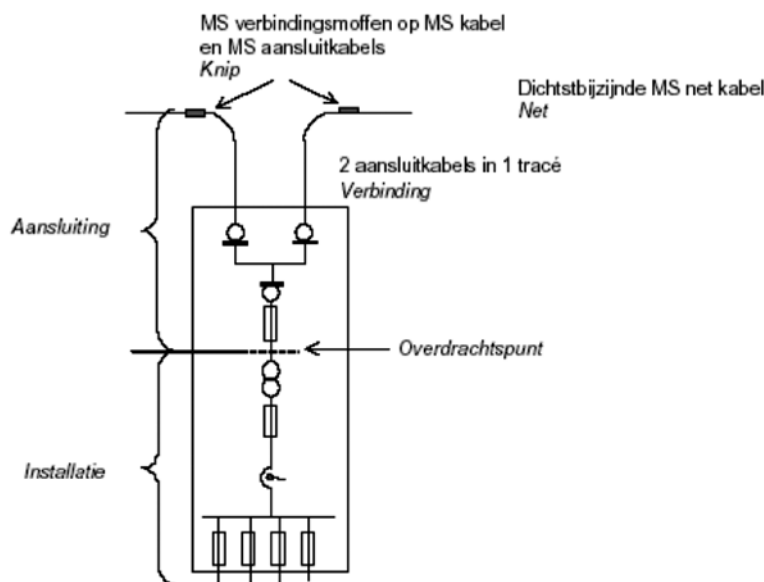 MS verbindingsmoffen op MS kabel
en MS aansluitkabels
Knip
Dichtstbijzijnde MS net kabel
Net
2 aansluitkabels in 1 tracé
Verbinding
Aansluiting
Overdrachtspunt
Installatie